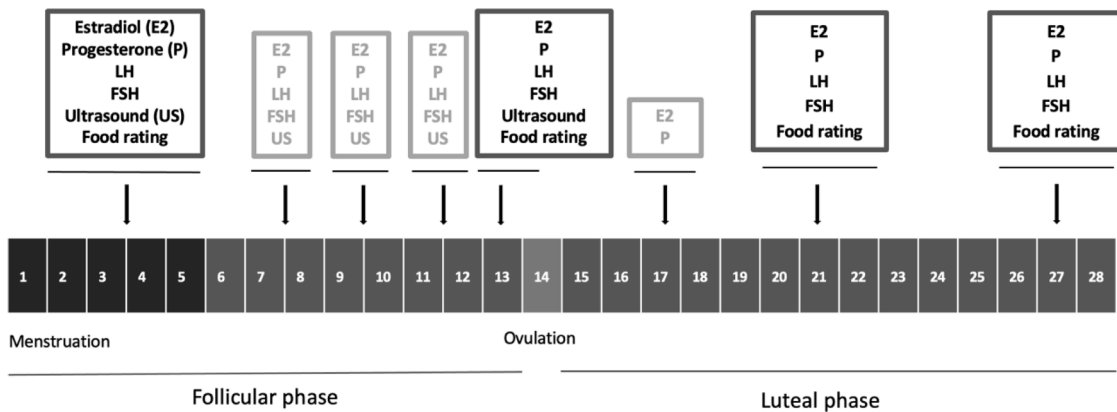 Estradiol (E2)
Progesterone (P)
LH
FSH
Ultrasound (US)
Food rating
E2
P
LH
FSH
US
E2
P
LH
FSH
US
E2
P
LH
FSH
US
E2
P
LH
FSH
Ultrasound
Food rating
E2
P
E2
P
LH
FSH
Food rating
E2
P
LH
FSH
Food rating
1 2 3 4 5 6 7 8 9 10 11 12 13 14 15 16 17 18 19 20 21 22 23 24 25 26 27 28
Menstruation
Ovulation
Follicular phase
Luteal phase